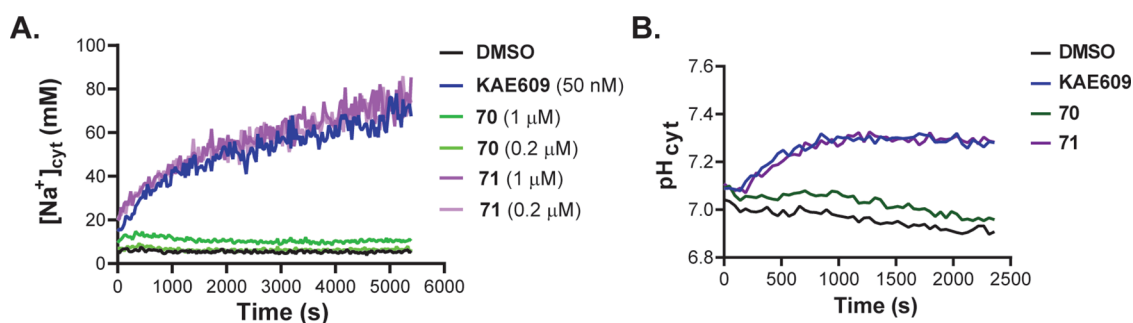 A.
[Na⁺]cyt (mM)
100
80
60
40
20
0
0 1000 2000 3000 4000 5000 6000
Time (s)
DMSO
KAE609 (50 nM)
70 (1 μM)
70 (0.2 μM)
71 (1 μM)
71 (0.2 μM)
B.
pHcyt
7.6
7.4
7.2
7.0
6.8
0 500 1000 1500 2000 2500
Time (s)
DMSO
KAE609
70
71